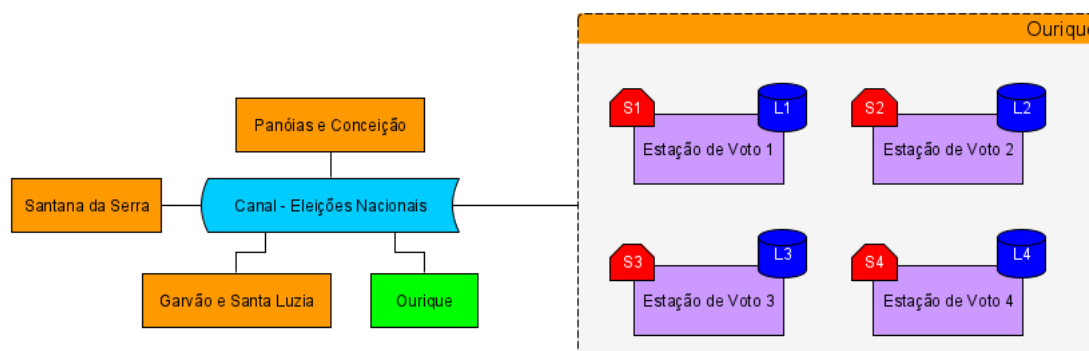 Ourique
S1
L1
S2
L2
Estação de Voto 1
Estação de Voto 2
Panóias e Conceição
Santana da Serra
Canal - Eleições Nacionais
S3
L3
S4
L4
Garvão e Santa Luzia
Ourique
Estação de Voto 3
Estação de Voto 4